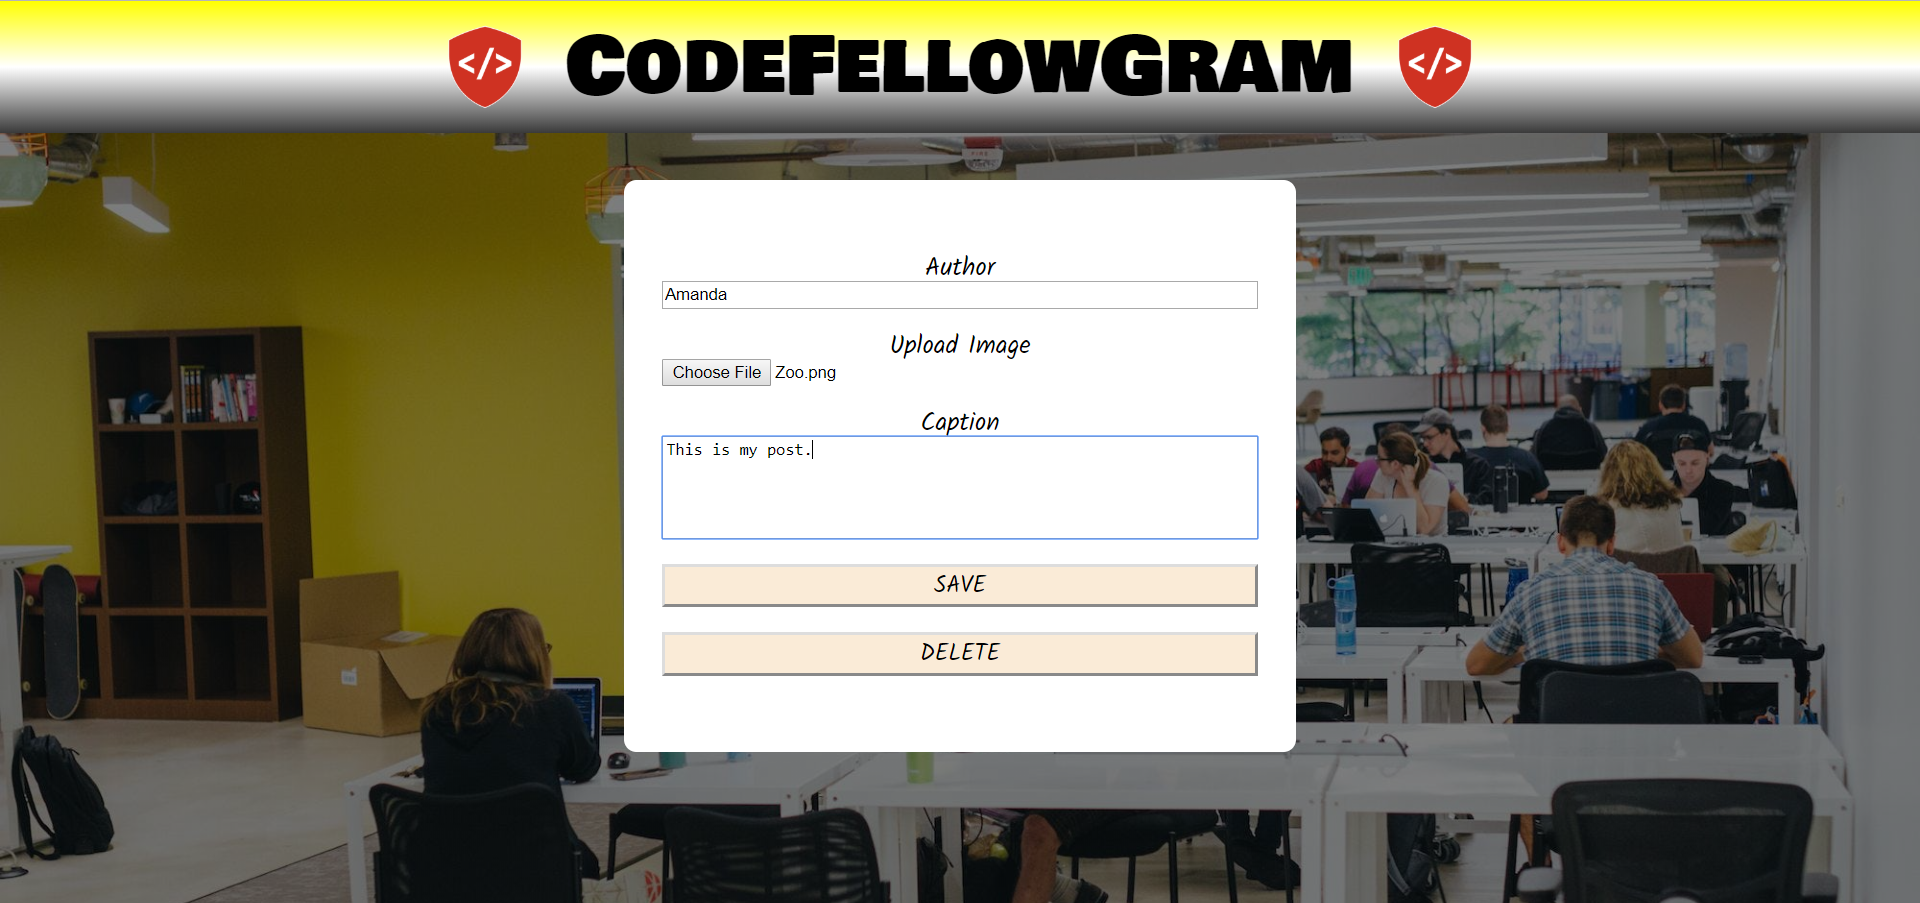 </> CodeFellowGram </>
Author
Amanda
Upload Image
Choose File Zoo.png
Caption
This is my post.
SAVE
DELETE